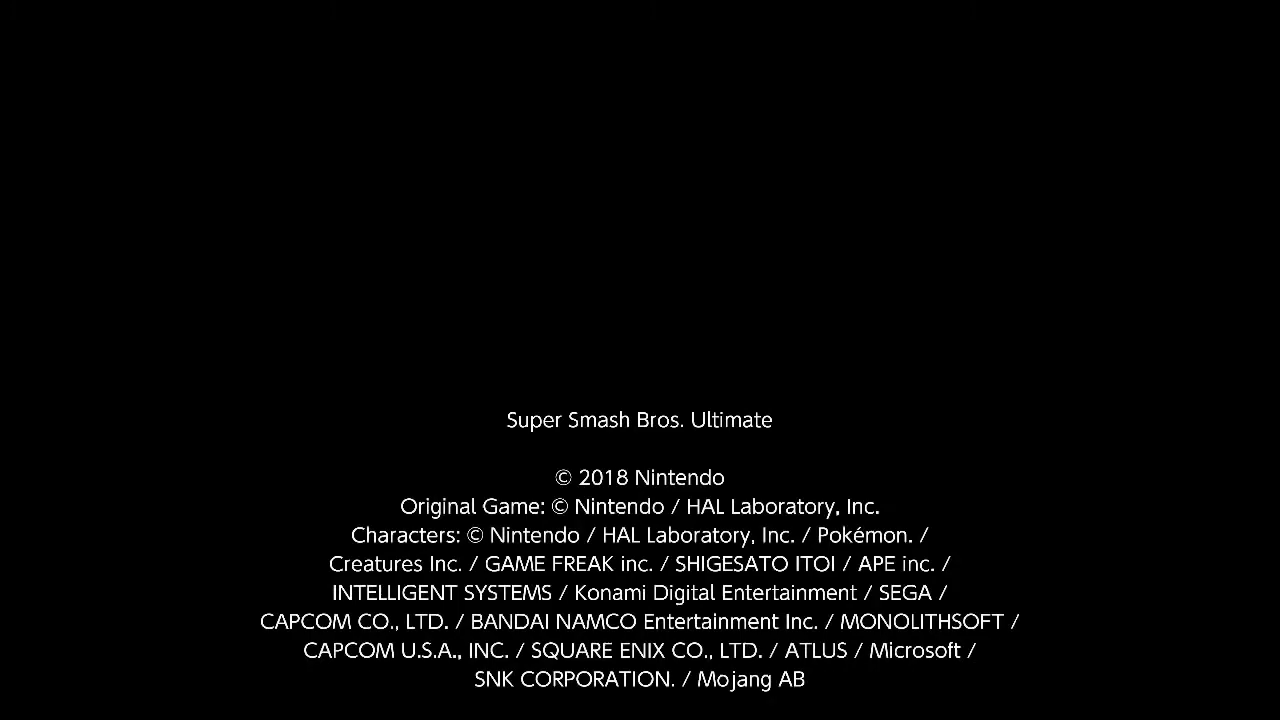 Super Smash Bros. Ultimate
© 2018 Nintendo
Original Game: © Nintendo / HAL Laboratory, Inc.
Characters: © Nintendo / HAL Laboratory, Inc. / Pokémon. /
Creatures Inc. / GAME FREAK inc. / SHIGESATO ITOI / APE inc. /
INTELLIGENT SYSTEMS / Konami Digital Entertainment / SEGA /
CAPCOM CO., LTD. / BANDAI NAMCO Entertainment Inc. / MONOLITHSOFT /
CAPCOM U.S.A., INC. / SQUARE ENIX CO., LTD. / ATLUS / Microsoft /
SNK CORPORATION. / Mojang AB